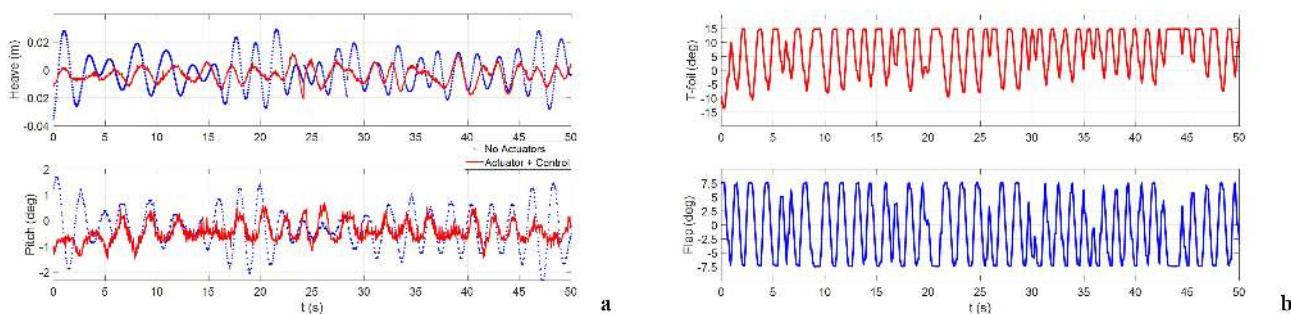 Heave (m)
0.02
0
-0.02
-0.04
0 5 10 15 20 25 30 35 40 45 50
No Actuators
Actuator + Control
Pitch (deg)
2
1
0
-1
-2
0 5 10 15 20 25 30 35 40 45 50
t (s)
a
T-foil (deg)
15
10
5
0
-5
-10
-15
0 5 10 15 20 25 30 35 40 45 50
Flap (deg)
7.5
5
2.5
0
-2.5
-5
-7.5
0 5 10 15 20 25 30 35 40 45 50
t (s)
b